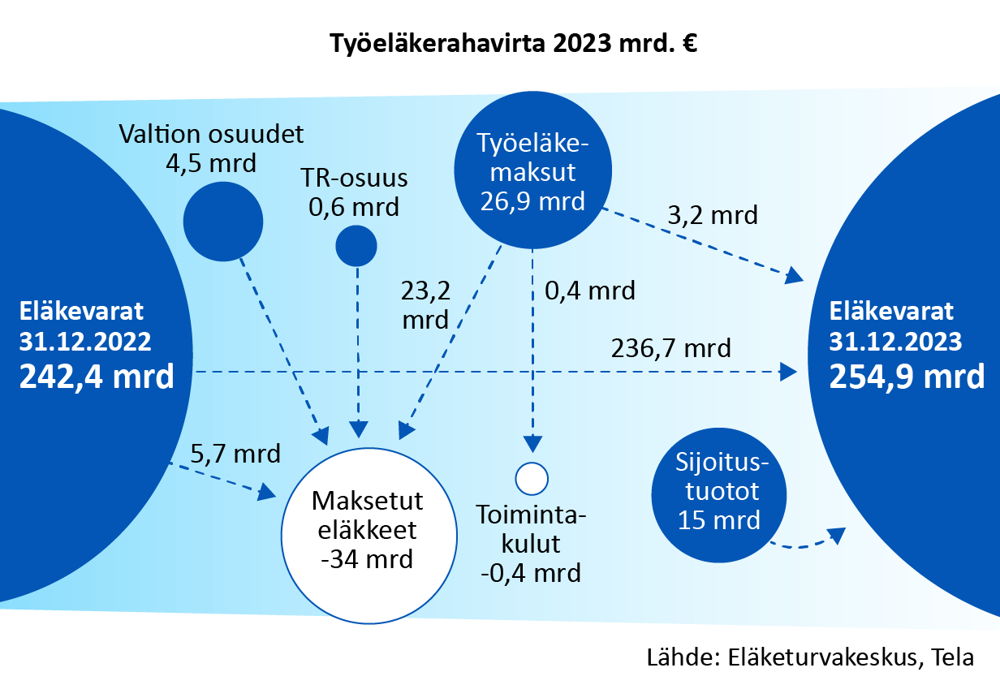 Työeläkerahavirta 2023 mrd. €
Valtion osuudet
4,5 mrd
TR-osuus
0,6 mrd
Työeläke-
maksut
26,9 mrd
3,2 mrd
23,2
mrd
0,4 mrd
Eläkevarat
31.12.2022
242,4 mrd
236,7 mrd
Eläkevarat
31.12.2023
254,9 mrd
5,7 mrd
Maksetut
eläkkeet
-34 mrd
Toiminta-
kulut
-0,4 mrd
Sijoitus-
tuotot
15 mrd
Lähde: Eläketurvakeskus, Tela